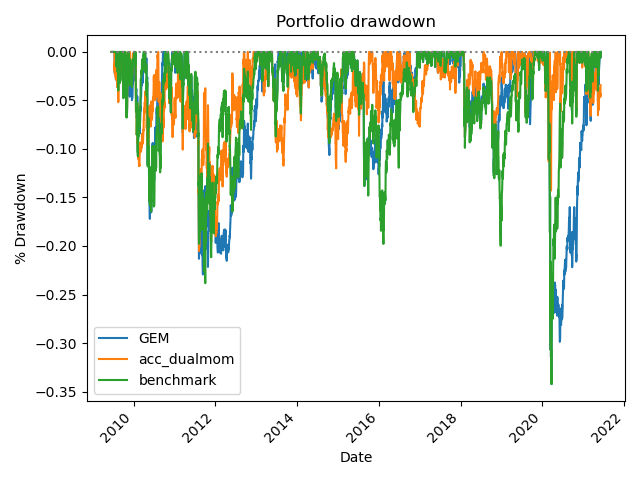 Portfolio drawdown
% Drawdown
0.00
−0.05
−0.10
−0.15
−0.20
−0.25
−0.30
−0.35
GEM
acc_dualmom
benchmark
2010
2012
2014
2016
2018
2020
2022
Date